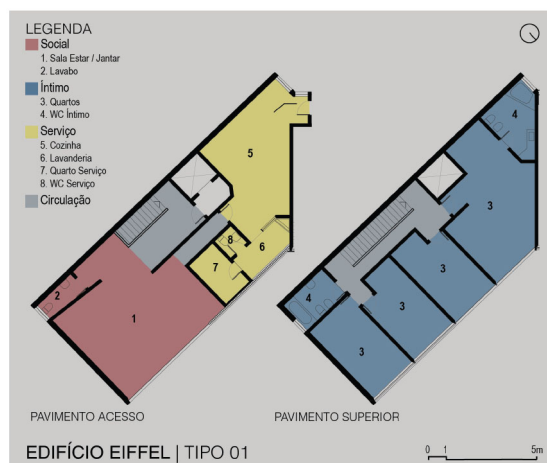 LEGENDA
Social
1. Sala Estar / Jantar
2. Lavabo
Íntimo
3. Quartos
4. WC Íntimo
Serviço
5. Cozinha
6. Lavanderia
7. Quarto Serviço
8. WC Serviço
Circulação
5
8
6
7
2
1
4
3
3
3
4
3
PAVIMENTO ACESSO
PAVIMENTO SUPERIOR
EDIFÍCIO EIFFEL | TIPO 01
0 1 5m